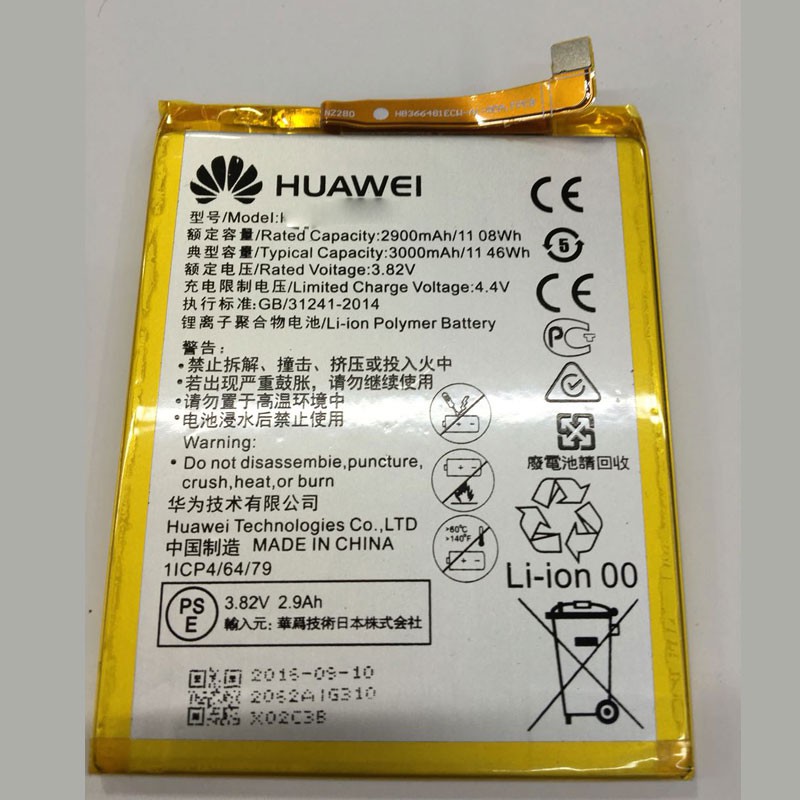 NZ280 HB366481ECW
HUAWEI
型号/Model:
额定容量/Rated Capacity:2900mAh/11 08Wh
典型容量/Typical Capacity:3000mAh/11 46Wh
额定电压/Rated Voltage:3.82V
充电限制电压/Limited Charge Voltage:4.4V
执行标准:GB/31241-2014
锂离子聚合物电池/Li-ion Polymer Battery
CE
5
CE
PC
警告:
•禁止拆解、撞击、挤压或投入火中
•若出现严重鼓胀，请勿继续使用
•请勿置于高温环境中
•电池浸水后禁止使用
Warning:
• Do not disassembie,puncture,
crush,heat,or burn
华为技术有限公司
Huawei Technologies Co.,LTD
中国制造 MADE IN CHINA
1ICP4/64/79
>60℃
>140°F
廢電池請回收
Li-ion 00
PS
E
3.82V 2.9Ah
輸入元: 華爲技術日本株式会社
2016-09-10
2062AIG310
X02C3B